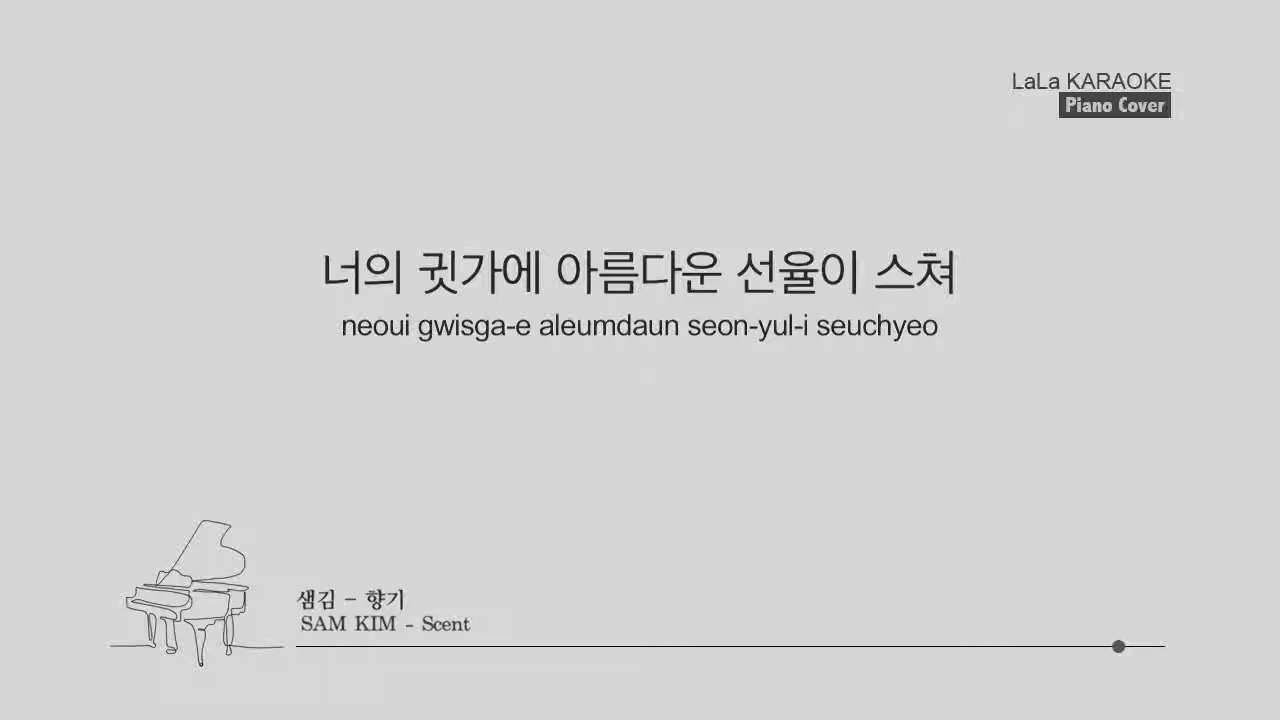 LaLa KARAOKE
Piano Cover
너의 귓가에 아름다운 선율이 스쳐
neoui gwisga-e aleumdaun seon-yul-i seuchyeo
샘김 – 향기
SAM KIM - Scent